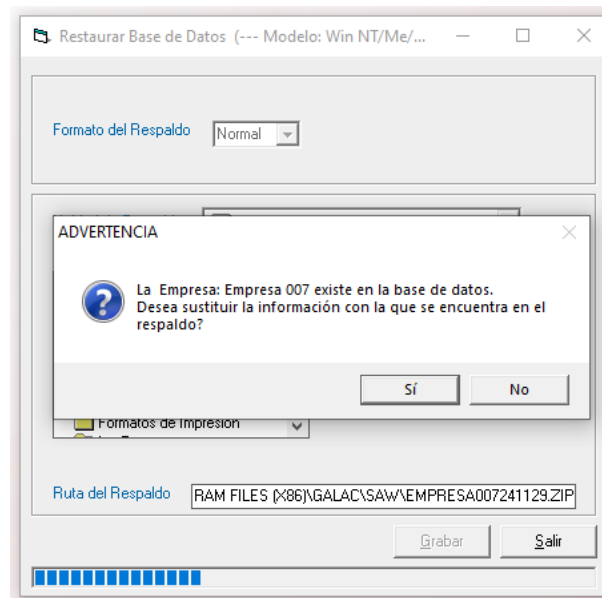 Restaurar Base de Datos (--- Modelo: Win NT/Me/...
Formato del Respaldo Normal
ADVERTENCIA
La Empresa: Empresa 007 existe en la base de datos.
Desea sustituir la información con la que se encuentra en el
respaldo?
Sí No
Formatos de Impresión
Ruta del Respaldo RAM FILES (X86)\GALAC\SAW\EMPRESA007241129.ZIP
Grabar Salir